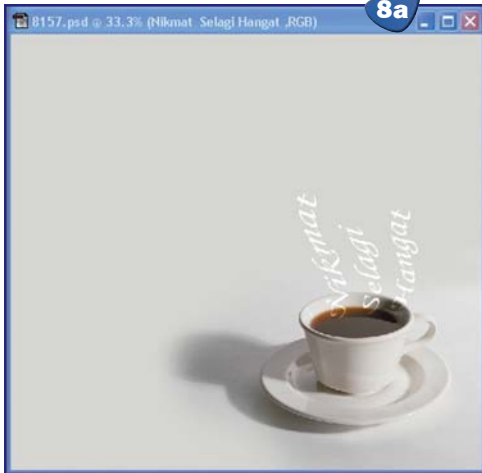 8a
8157.psd @ 33.3% (Nikmat Selagi Hangat ,RGB)
Nikmat
Selagi
Hangat